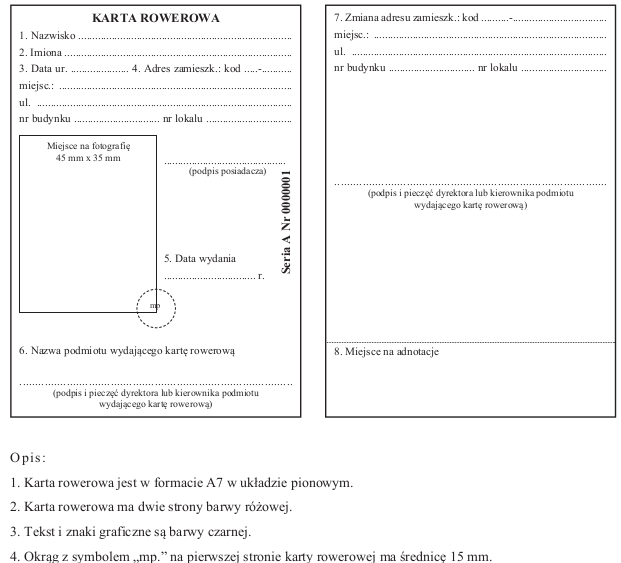 KARTA ROWEROWA
1. Nazwisko ................................................................
2. Imiona ....................................................................
3. Data ur. ..................... 4. Adres zamieszk.: kod .....-...........
miejsc.: ......................................................................
ul. ..............................................................................
nr budynku ............................... nr lokalu ...............................
Miejsce na fotografię
45 mm x 35 mm
.............................................
(podpis posiadacza)
Seria A Nr 0000001
5. Data wydania
.................................. r.
mp
6. Nazwa podmiotu wydającego kartę rowerową
....................................................................................................
(podpis i pieczęć dyrektora lub kierownika podmiotu
wydającego kartę rowerową)
7. Zmiana adresu zamieszk.: kod ..........-..................................
miejsc.: ......................................................................
ul. ..............................................................................
nr budynku ............................... nr lokalu ...............................
....................................................................................................
(podpis i pieczęć dyrektora lub kierownika podmiotu
wydającego kartę rowerową)
8. Miejsce na adnotacje
Opis:
1. Karta rowerowa jest w formacie A7 w układzie pionowym.
2. Karta rowerowa ma dwie strony barwy różowej.
3. Tekst i znaki graficzne są barwy czarnej.
4. Okrąg z symbolem „mp.” na pierwszej stronie karty rowerowej ma średnicę 15 mm.